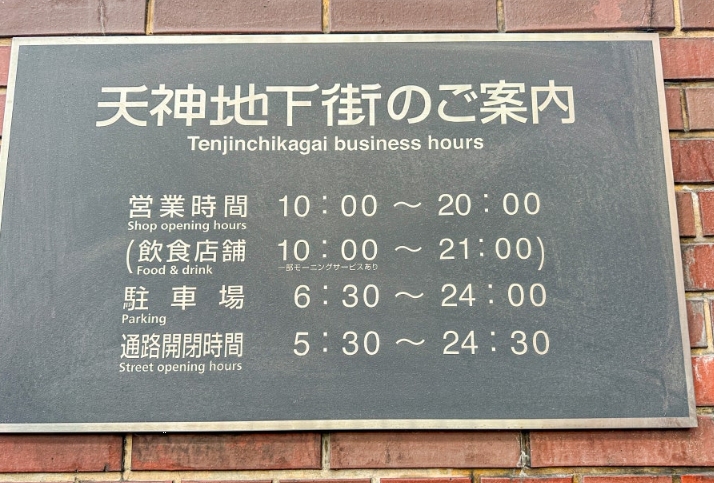 天神地下街のご案内
Tenjinchikagai business hours
営業時間 10:00 〜 20:00
Shop opening hours
(飲食店舗 10:00 〜 21:00)
Food & drink 一部モーニングサービスあり
駐車場 6:30 〜 24:00
Parking
通路開閉時間 5:30 〜 24:30
Street opening hours